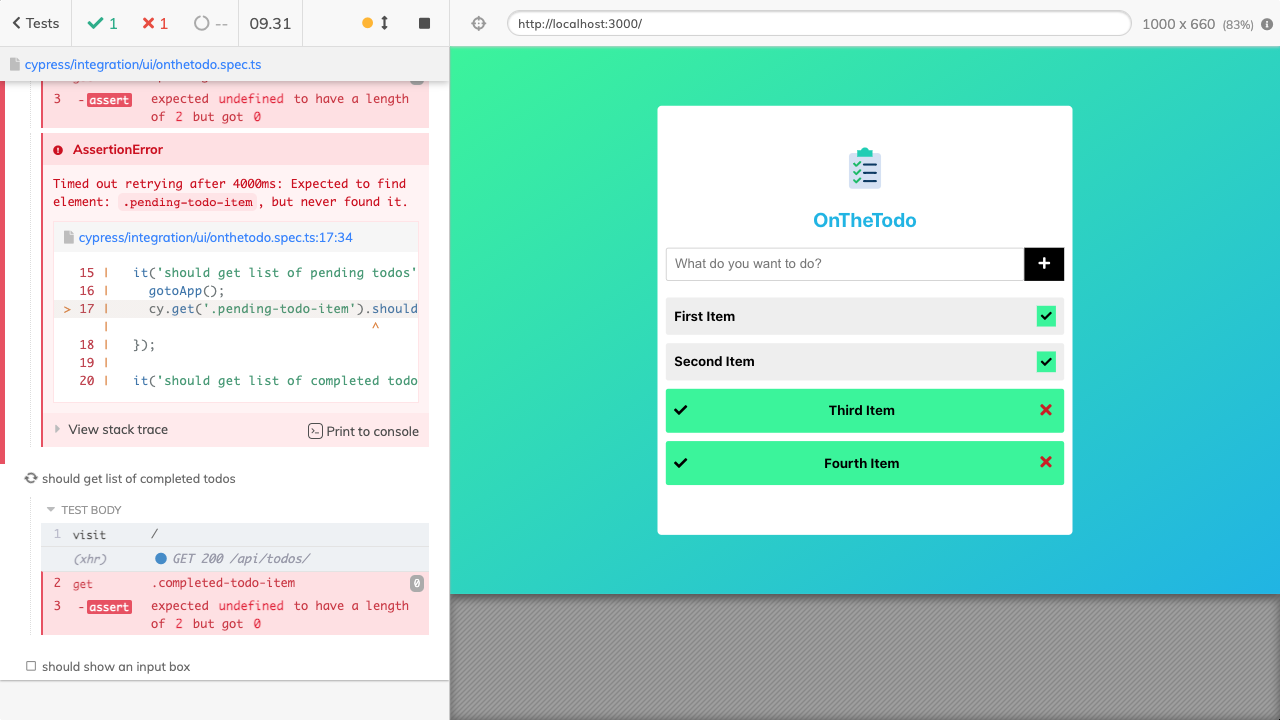 Tests
1
1
--
09.31
http://localhost:3000/
1000 x 660 (83%)
cypress/integration/ui/onthetodo.spec.ts
3 -assert expected undefined to have a length
of 2 but got 0
AssertionError
Timed out retrying after 4000ms: Expected to find
element: .pending-todo-item, but never found it.
cypress/integration/ui/onthetodo.spec.ts:17:34
15 | it('should get list of pending todos'
16 | gotoApp();
> 17 | cy.get('.pending-todo-item').should
| ^
18 | });
19 |
20 | it('should get list of completed todo
View stack trace
Print to console
should get list of completed todos
TEST BODY
1 visit /
(xhr) GET 200 /api/todos/
2 get .completed-todo-item 0
3 -assert expected undefined to have a length
of 2 but got 0
should show an input box
OnTheTodo
What do you want to do?
+
First Item
Second Item
Third Item
Fourth Item